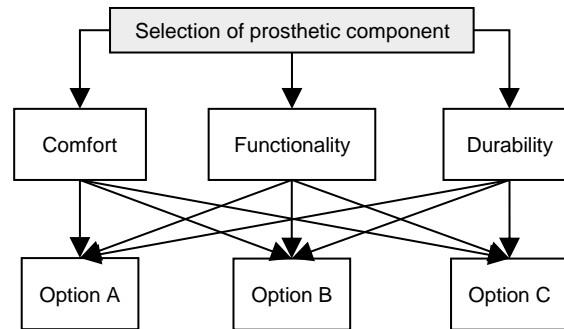 Selection of prosthetic component
Comfort
Functionality
Durability
Option A
Option B
Option C